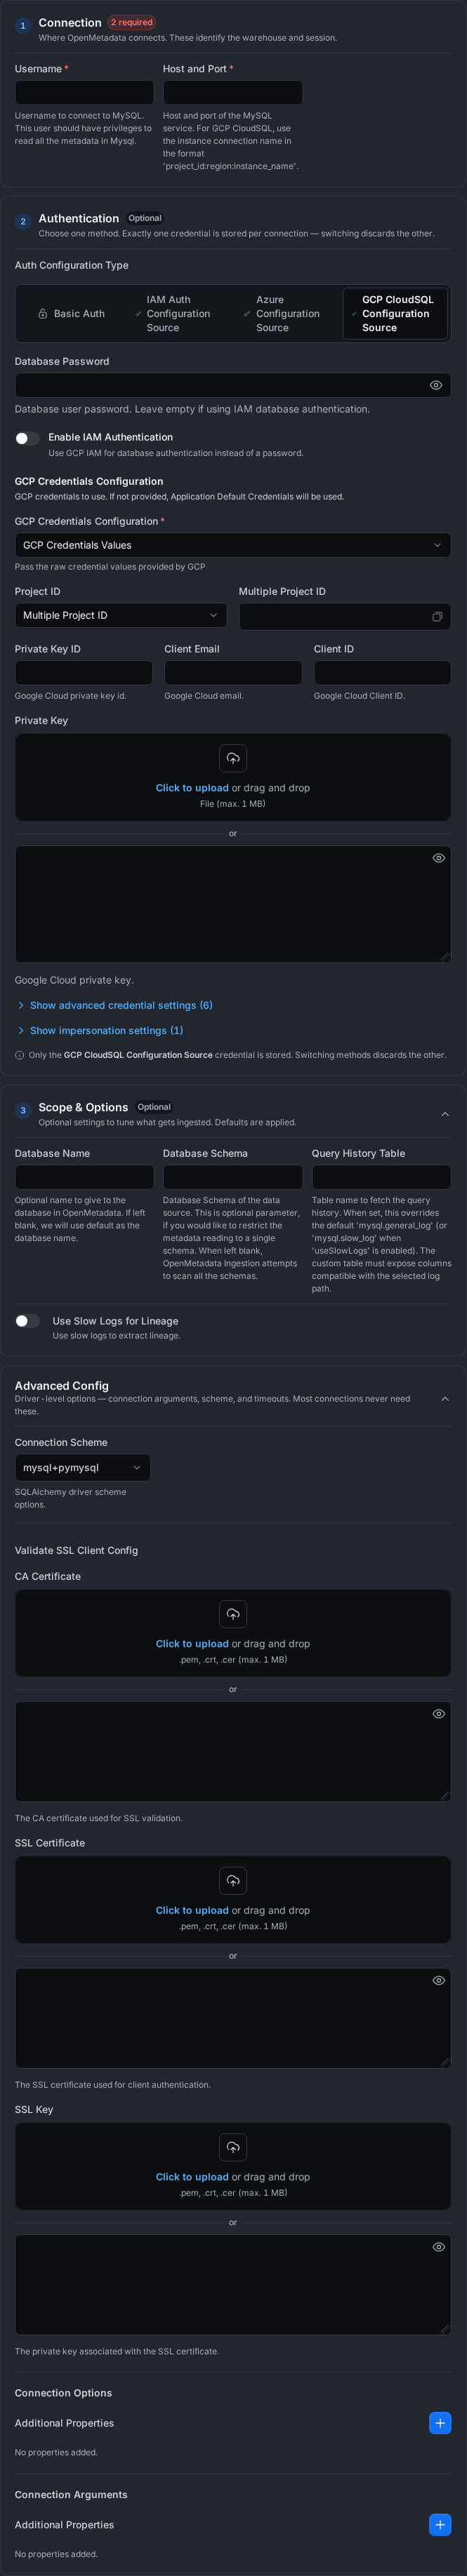 1
Connection
2 required
Where OpenMetadata connects. These identify the warehouse and session.
Username *
Host and Port *
Username to connect to MySQL.
This user should have privileges to
read all the metadata in Mysql.
Host and port of the MySQL
service. For GCP CloudSQL, use
the instance connection name in
the format
'project_id:region:instance_name'.
2
Authentication
Optional
Choose one method. Exactly one credential is stored per connection — switching discards the other.
Auth Configuration Type
Basic Auth
IAM Auth
Configuration
Source
Azure
Configuration
Source
GCP CloudSQL
Configuration
Source
Database Password
Database user password. Leave empty if using IAM database authentication.
Enable IAM Authentication
Use GCP IAM for database authentication instead of a password.
GCP Credentials Configuration
GCP credentials to use. If not provided, Application Default Credentials will be used.
GCP Credentials Configuration *
GCP Credentials Values
Pass the raw credential values provided by GCP
Project ID
Multiple Project ID
Multiple Project ID
Private Key ID
Client Email
Client ID
Google Cloud private key id.
Google Cloud email.
Google Cloud Client ID.
Private Key
Click to upload or drag and drop
File (max. 1 MB)
or
Google Cloud private key.
Show advanced credential settings (6)
Show impersonation settings (1)
Only the GCP CloudSQL Configuration Source credential is stored. Switching methods discards the other.
3
Scope & Options
Optional
Optional settings to tune what gets ingested. Defaults are applied.
Database Name
Database Schema
Query History Table
Optional name to give to the
database in OpenMetadata. If left
blank, we will use default as the
database name.
Database Schema of the data
source. This is optional parameter,
if you would like to restrict the
metadata reading to a single
schema. When left blank,
OpenMetadata Ingestion attempts
to scan all the schemas.
Table name to fetch the query
history. When set, this overrides
the default 'mysql.general_log' (or
'mysql.slow_log' when
'useSlowLogs' is enabled). The
custom table must expose columns
compatible with the selected log
path.
Use Slow Logs for Lineage
Use slow logs to extract lineage.
Advanced Config
Driver-level options — connection arguments, scheme, and timeouts. Most connections never need
these.
Connection Scheme
mysql+pymysql
SQLAlchemy driver scheme
options.
Validate SSL Client Config
CA Certificate
Click to upload or drag and drop
.pem, .crt, .cer (max. 1 MB)
or
The CA certificate used for SSL validation.
SSL Certificate
Click to upload or drag and drop
.pem, .crt, .cer (max. 1 MB)
or
The SSL certificate used for client authentication.
SSL Key
Click to upload or drag and drop
.pem, .crt, .cer (max. 1 MB)
or
The private key associated with the SSL certificate.
Connection Options
Additional Properties
No properties added.
Connection Arguments
Additional Properties
No properties added.